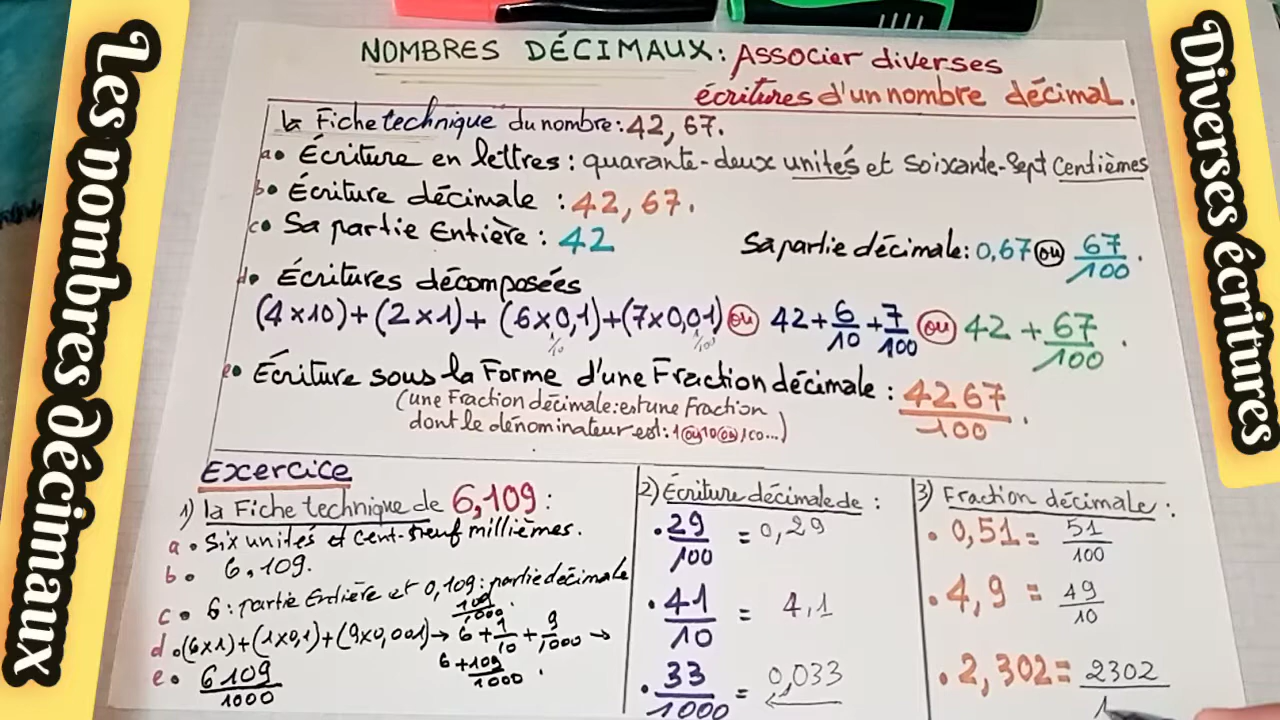 Les nombres décimaux
NOMBRES DÉCIMAUX : Associer diverses
écritures d'un nombre décimal.
la Fiche technique du nombre : 42,67.
a• Écriture en lettres : quarante-deux unités et soixante-sept centièmes
b• Écriture décimale : 42,67.
c• Sa partie Entière : 42
Sa partie décimale : 0,67 ou 67/100.
d• Écritures décomposées
(4×10)+(2×1)+(6×0,1)+(7×0,01) ou 42+6/10+7/100 ou 42+67/100.
1/10 1/100
e• Écriture sous la Forme d'une Fraction décimale : 4267/100.
(une Fraction décimale : est une Fraction
dont le dénominateur est : 1 ou 10 ou 100...)
Excercice
1) la Fiche technique de 6,109 :
a• Six unités et cent-neuf millièmes.
b• 6,109.
c• 6 : partie Entière et 0,109 : partie décimale
109/1000.
d•(6×1)+(1×0,1)+(9×0,001)→ 6+1/10+9/1000 →
6+109/1000.
e• 6109/1000
2) Écriture décimale de :
• 29/100 = 0,29
• 41/10 = 4,1
• 33/1000 = 0,033
3) Fraction décimale :
• 0,51 = 51/100
• 4,9 = 49/10
• 2,302 = 2302/1
Diverses écritures